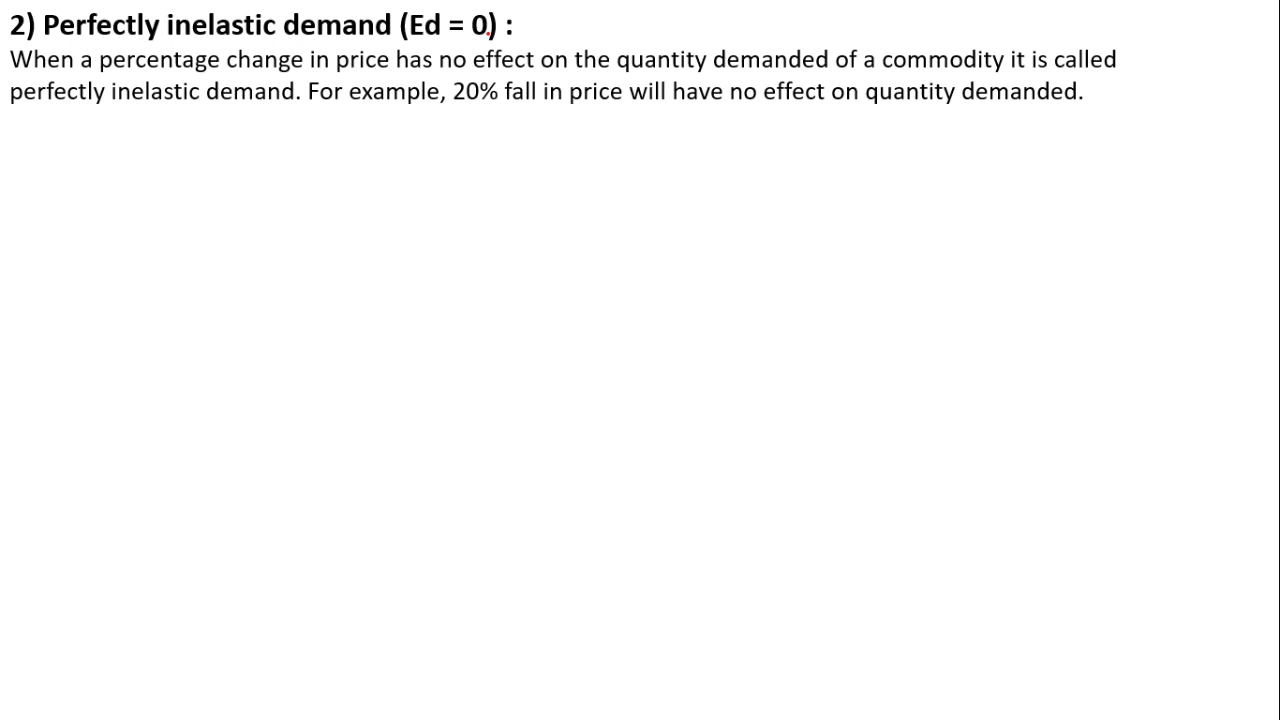 2) Perfectly inelastic demand (Ed = 0) :
When a percentage change in price has no effect on the quantity demanded of a commodity it is called
perfectly inelastic demand. For example, 20% fall in price will have no effect on quantity demanded.